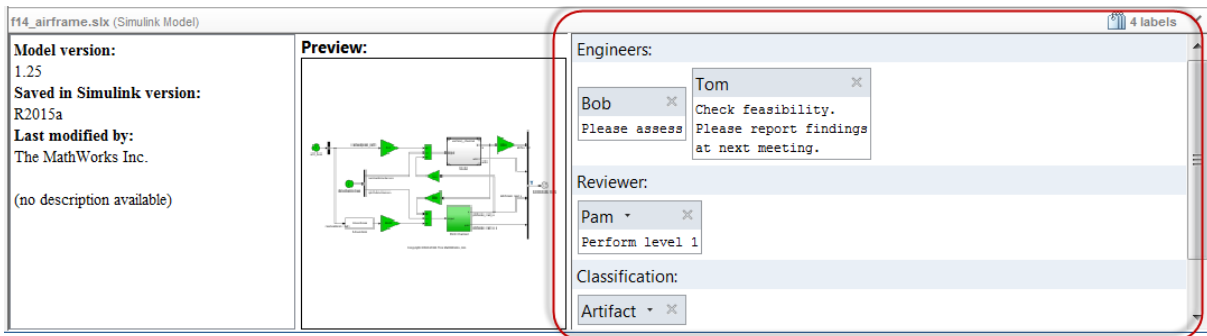 f14_airframe.slx (Simulink Model)
4 labels
Model version:
1.25
Saved in Simulink version:
R2015a
Last modified by:
The MathWorks Inc.
(no description available)
Preview:
Engineers:
Bob
Please assess
Tom
Check feasibility.
Please report findings
at next meeting.
Reviewer:
Pam
Perform level 1
Classification:
Artifact